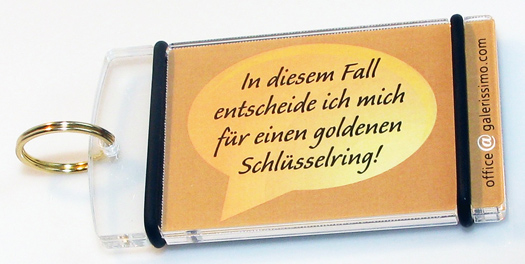 In diesem Fall
entscheide ich mich
für einen goldenen
Schlüsselring!
office@galerissimo.com